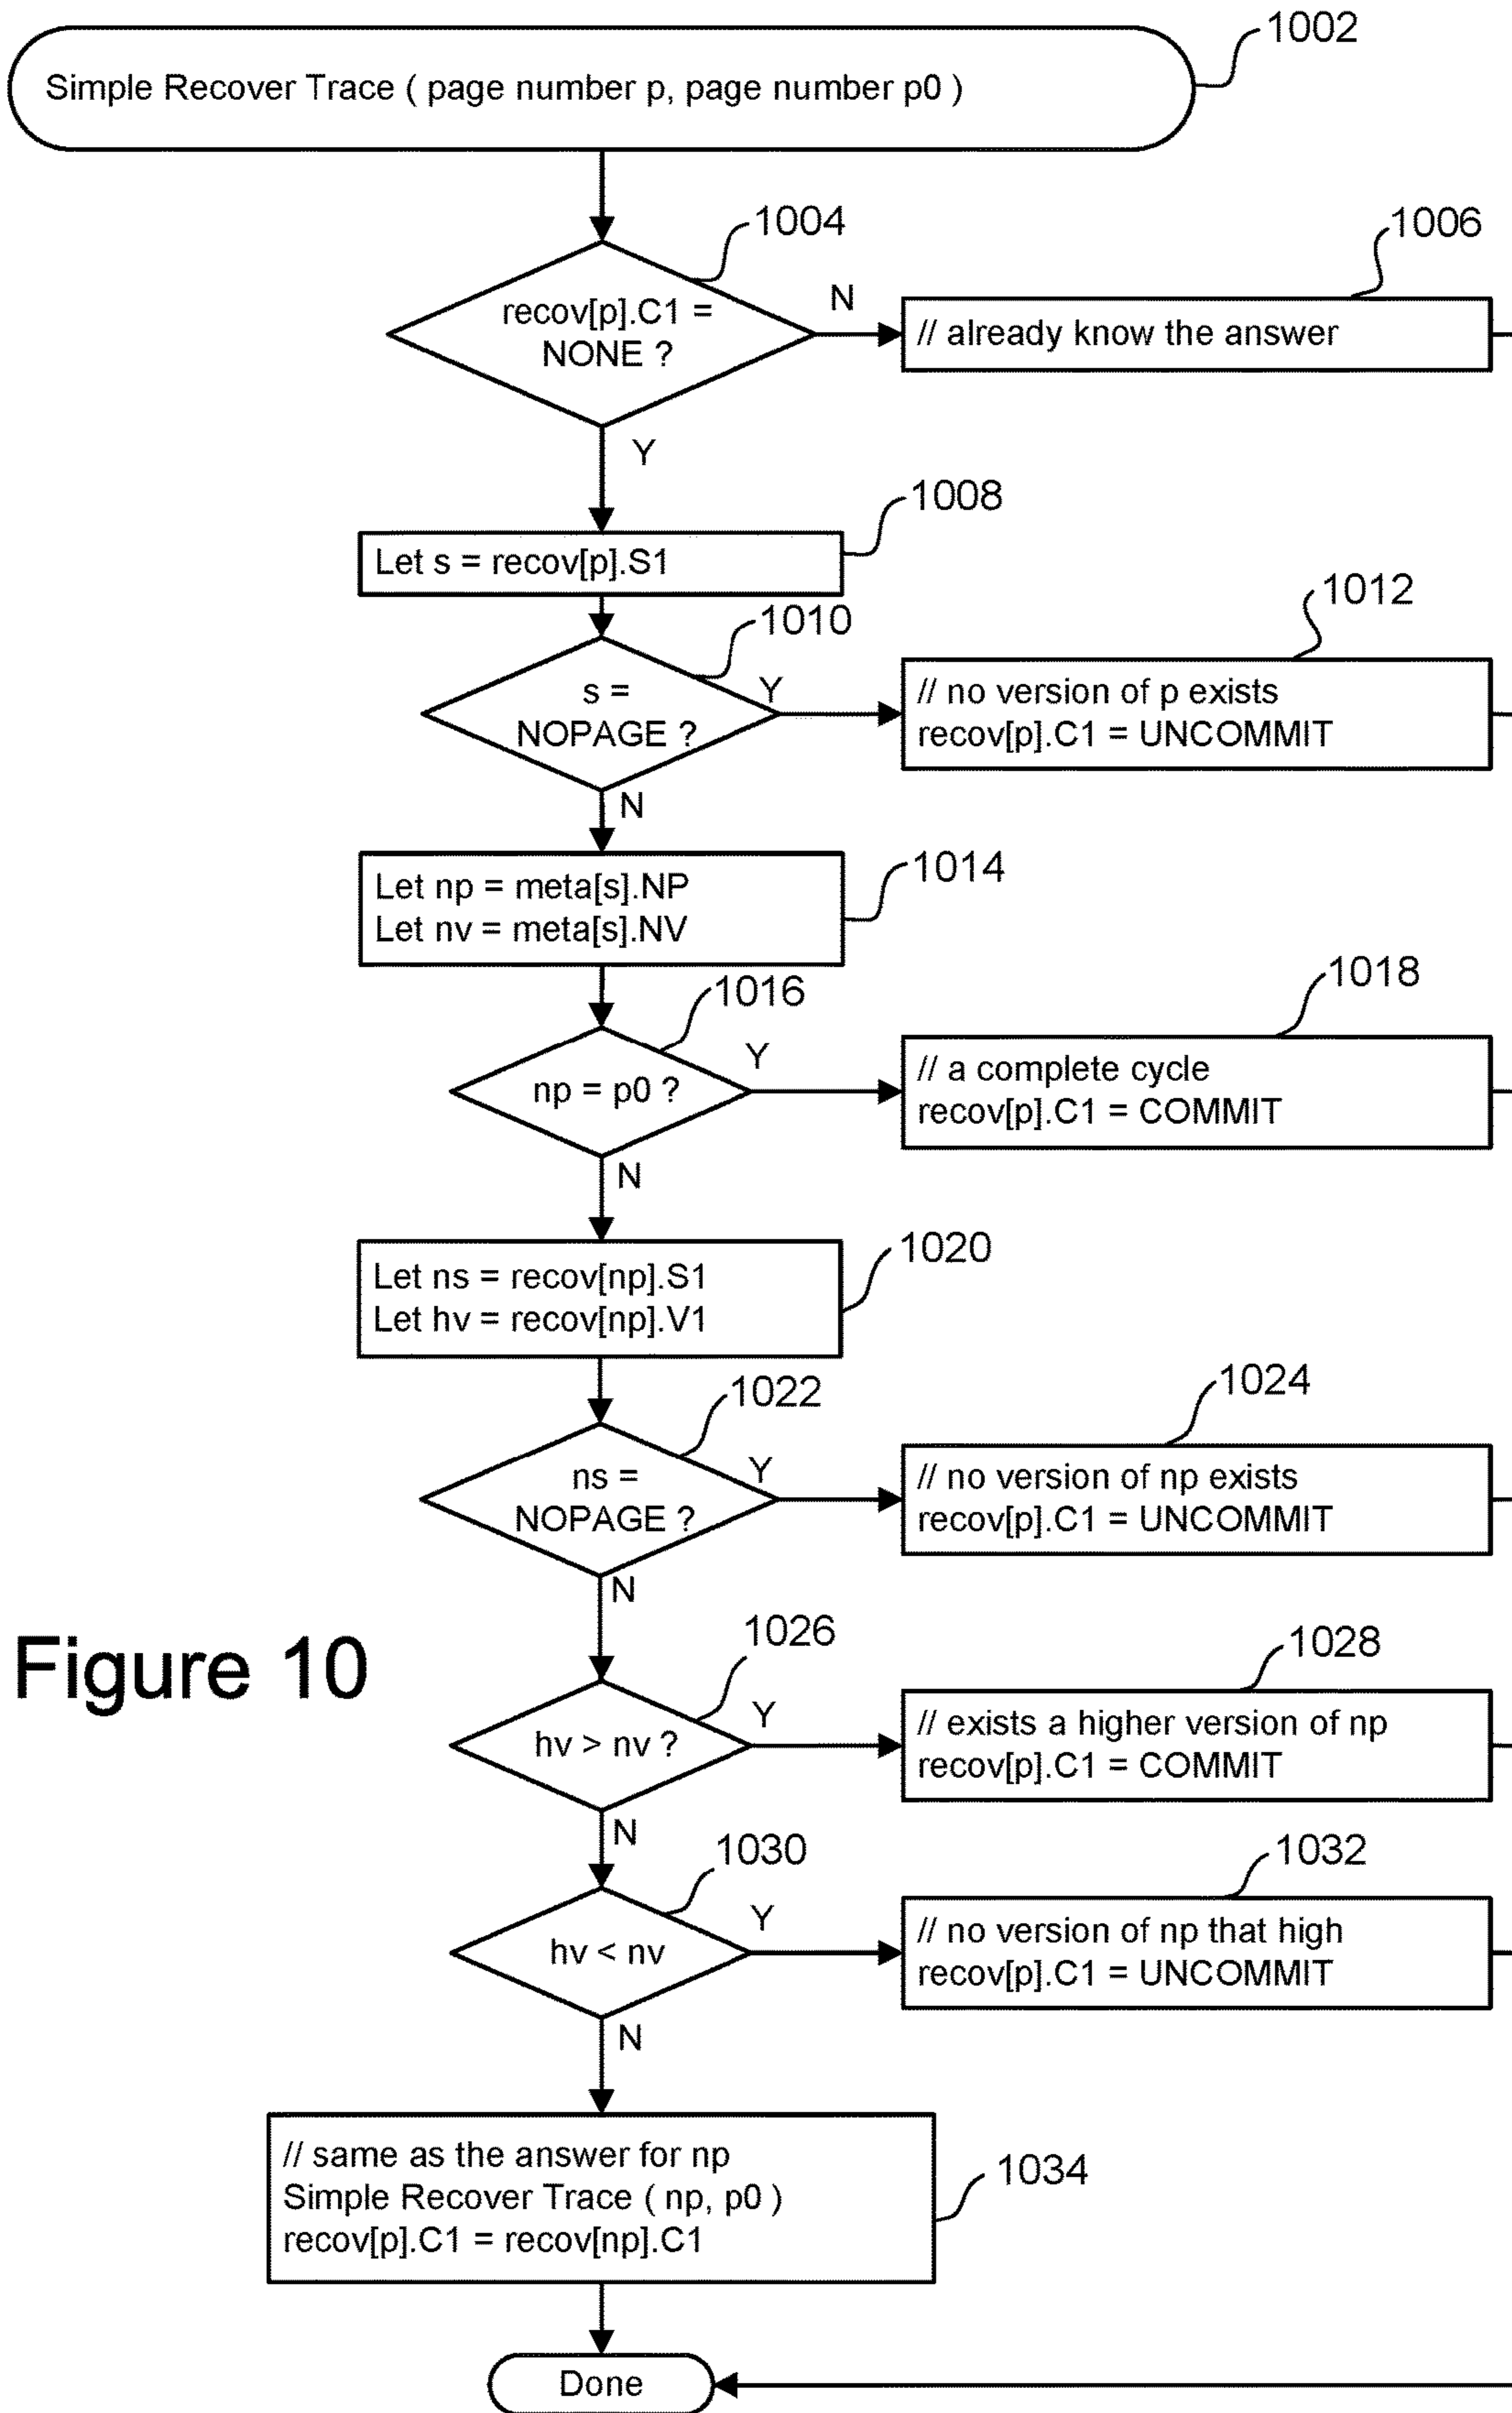 1002
Simple Recover Trace ( page number p, page number p0 )
1004
1006
recov[p].C1 =
NONE ?
N
// already know the answer
Y
1008
Let s = recov[p].S1
1010
1012
s =
NOPAGE ?
Y
// no version of p exists
recov[p].C1 = UNCOMMIT
N
1014
Let np = meta[s].NP
Let nv = meta[s].NV
1016
1018
np = p0 ?
Y
// a complete cycle
recov[p].C1 = COMMIT
N
1020
Let ns = recov[np].S1
Let hv = recov[np].V1
1022
1024
ns =
NOPAGE ?
Y
// no version of np exists
recov[p].C1 = UNCOMMIT
N
Figure 10
1026
1028
hv > nv ?
Y
// exists a higher version of np
recov[p].C1 = COMMIT
N
1030
1032
hv < nv
Y
// no version of np that high
recov[p].C1 = UNCOMMIT
N
// same as the answer for np
Simple Recover Trace ( np, p0 )
recov[p].C1 = recov[np].C1
1034
Done